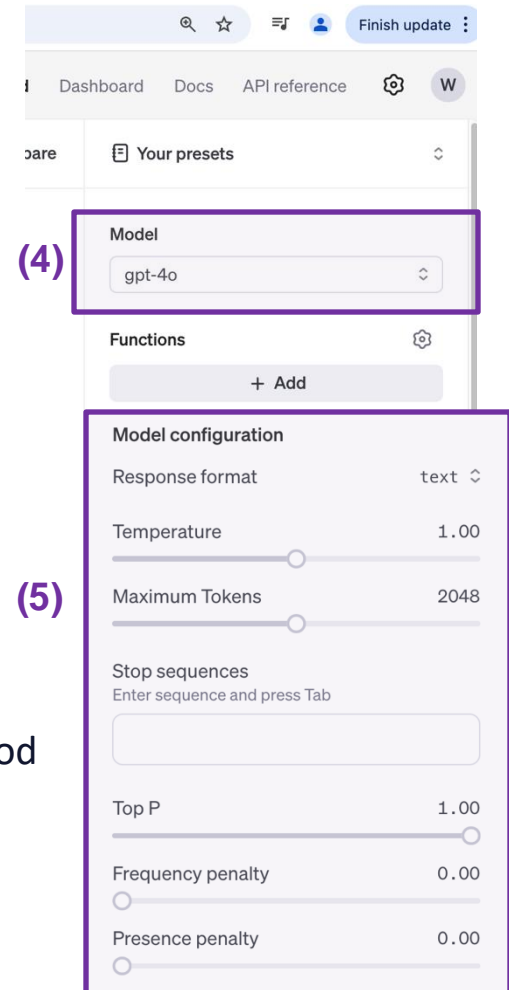 Finish update
Dashboard Docs API reference W
pare Your presets
(4)
Model
gpt-4o
Functions
+ Add
Model configuration
Response format text
Temperature 1.00
(5)
Maximum Tokens 2048
Stop sequences
Enter sequence and press Tab
od
Top P 1.00
Frequency penalty 0.00
Presence penalty 0.00